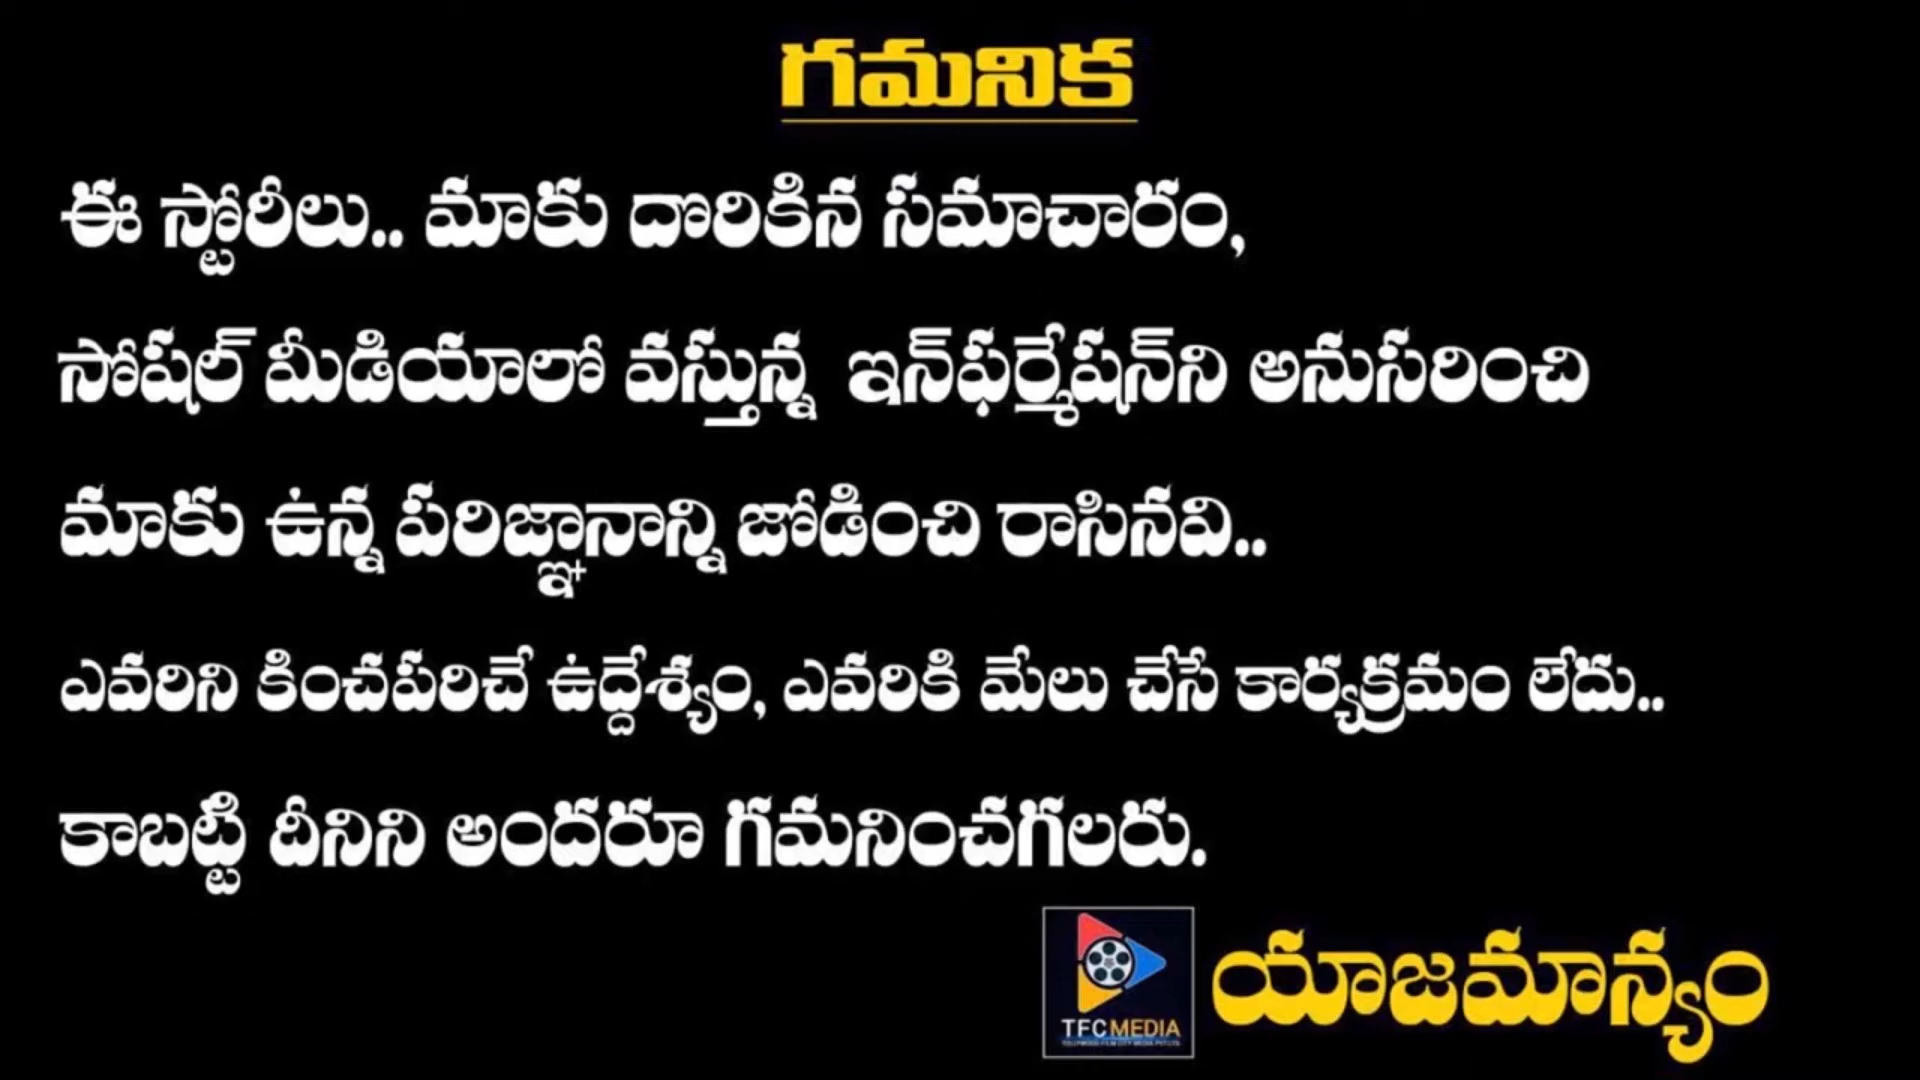 గమనిక
ఈ స్టోరీలు.. మాకు దొరికిన సమాచారం,
సోషల్ మీడియాలో వస్తున్న ఇన్‌ఫర్మేషన్‌ని అనుసరించి
మాకు ఉన్న పరిజ్ఞానాన్ని జోడించి రాసినవి..
ఎవరిని కించపరిచే ఉద్దేశ్యం, ఎవరికి మేలు చేసే కార్యక్రమం లేదు..
కాబట్టి దీనిని అందరూ గమనించగలరు.
TFC MEDIA
యాజమాన్యం